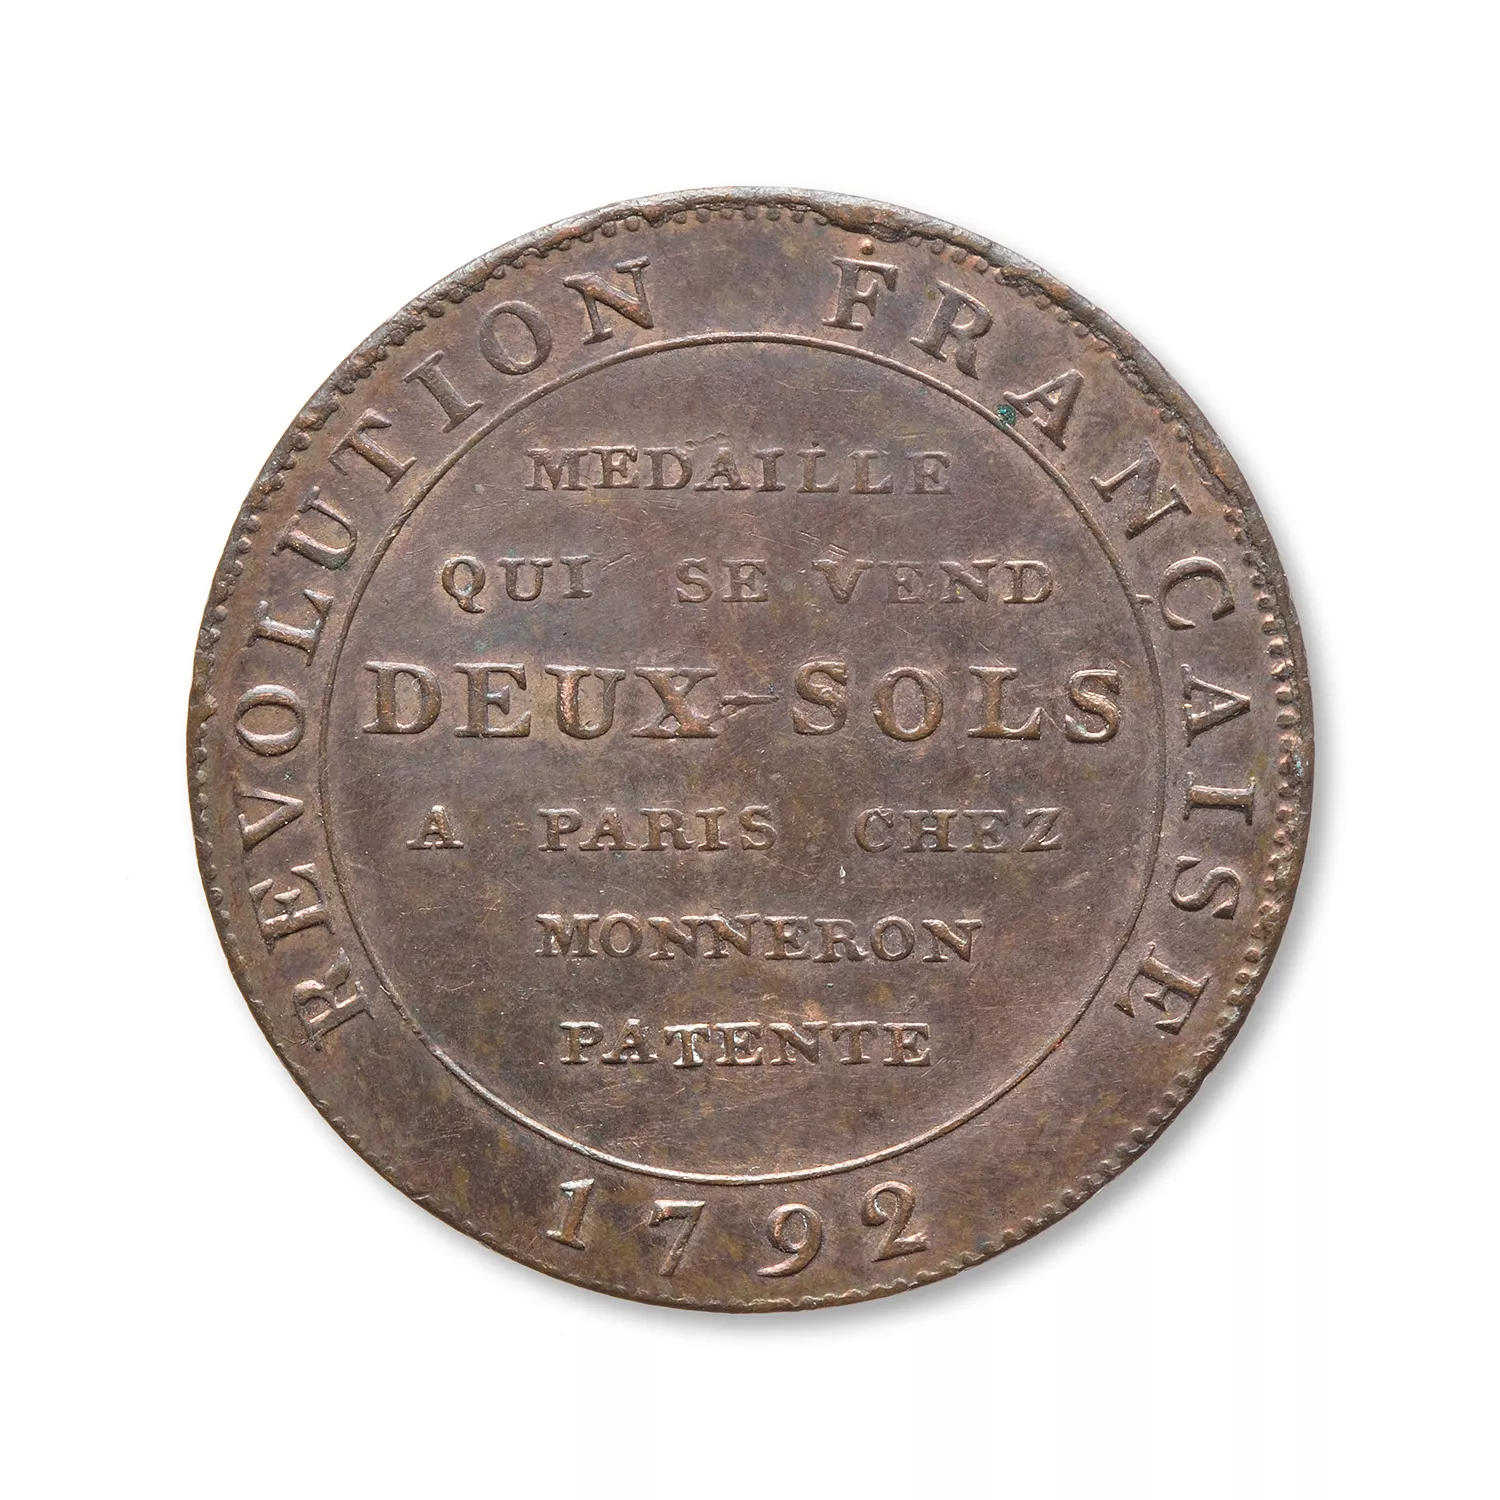 REVOLUTION FRANCAISE
MEDAILLE
QUI SE VEND
DEUX-SOLS
A PARIS CHEZ
MONNERON
PATENTE
1792